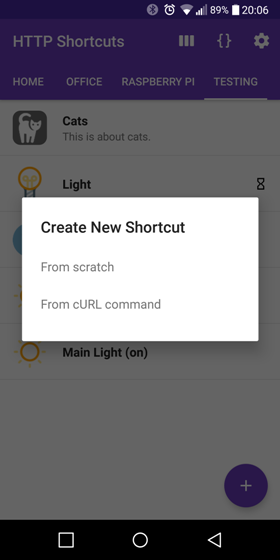 89% 20:06
HTTP Shortcuts {}
HOME OFFICE RASPBERRY PI TESTING
Cats
This is about cats.
Light
Create New Shortcut
From scratch
From cURL command
Main Light (on)
+